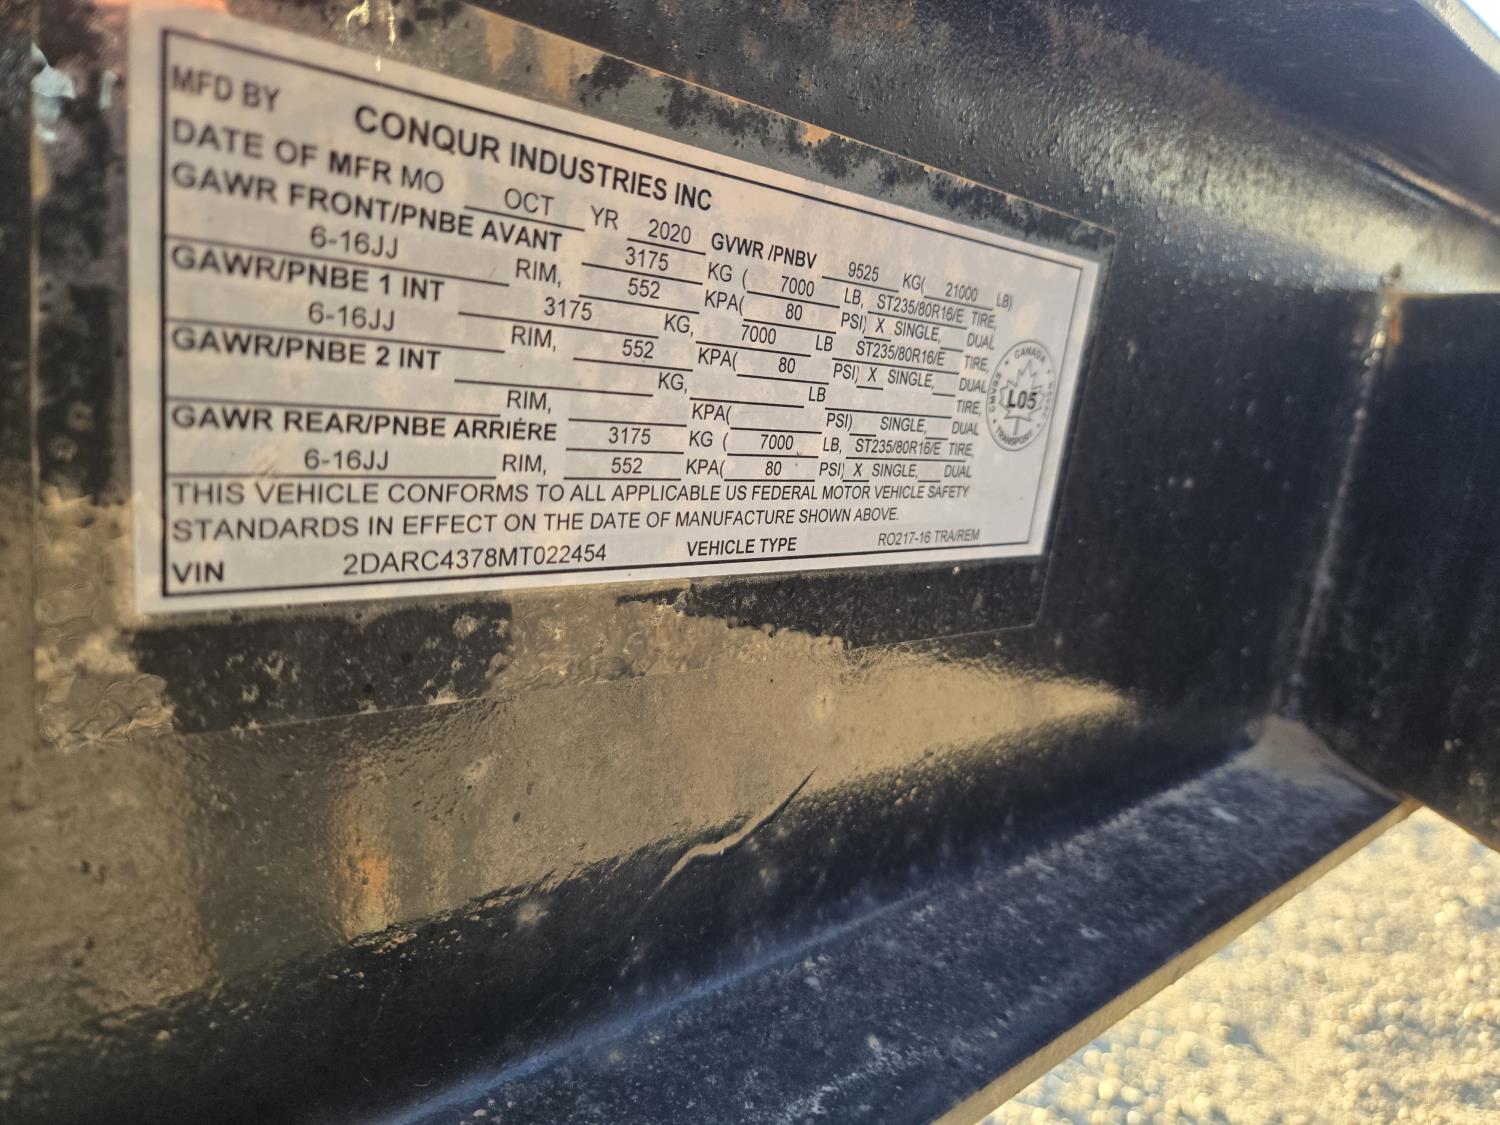 MFD BY CONQUR INDUSTRIES INC
DATE OF MFR MO OCT YR 2020 GVWR /PNBV 9525 KG( 21000 LB)
GAWR FRONT/PNBE AVANT 3175 KG ( 7000 LB, ST235/80R16/E TIRE,
6-16JJ RIM, 552 KPA( 80 PSI) X SINGLE, DUAL
GAWR/PNBE 1 INT 3175 KG, 7000 LB ST235/80R16/E TIRE,
6-16JJ RIM, 552 KPA( 80 PSI) X SINGLE, DUAL
GAWR/PNBE 2 INT KG, LB TIRE,
RIM, KPA( PSI) SINGLE, DUAL
GAWR REAR/PNBE ARRIÉRE 3175 KG ( 7000 LB, ST235/80R16/E TIRE,
6-16JJ RIM, 552 KPA( 80 PSI) X SINGLE, DUAL
THIS VEHICLE CONFORMS TO ALL APPLICABLE US FEDERAL MOTOR VEHICLE SAFETY
STANDARDS IN EFFECT ON THE DATE OF MANUFACTURE SHOWN ABOVE.
VIN 2DARC4378MT022454 VEHICLE TYPE RO217-16 TRA/REM
CANADA
CMVSS
L05
TRANSPORT